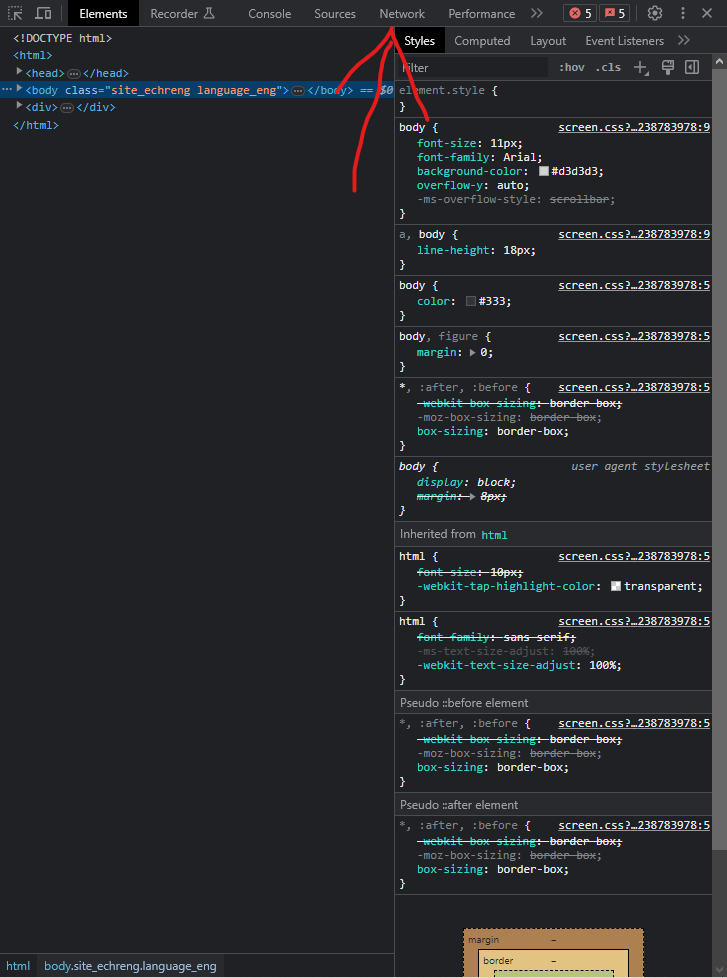 Elements Recorder Console Sources Network Performance 5 5
Styles Computed Layout Event Listeners
Filter :hov .cls
<!DOCTYPE html>
<html>
<head> … </head>
… <body class="site_echreng language_eng"> … </body> == $0
<div> … </div>
</html>
element.style {
}
body { screen.css?…238783978:9
font-size: 11px;
font-family: Arial;
background-color: #d3d3d3;
overflow-y: auto;
-ms-overflow-style: scrollbar;
}
a, body { screen.css?…238783978:9
line-height: 18px;
}
body { screen.css?…238783978:5
color: #333;
}
body, figure { screen.css?…238783978:5
margin: 0;
}
*, :after, :before { screen.css?…238783978:5
-webkit-box-sizing: border-box;
-moz-box-sizing: border-box;
box-sizing: border-box;
}
body { user agent stylesheet
display: block;
margin: 8px;
}
Inherited from html
html { screen.css?…238783978:5
font-size: 10px;
-webkit-tap-highlight-color: transparent;
}
html { screen.css?…238783978:5
font-family: sans-serif;
-ms-text-size-adjust: 100%;
-webkit-text-size-adjust: 100%;
}
Pseudo ::before element
*, :after, :before { screen.css?…238783978:5
-webkit-box-sizing: border-box;
-moz-box-sizing: border-box;
box-sizing: border-box;
}
Pseudo ::after element
*, :after, :before { screen.css?…238783978:5
-webkit-box-sizing: border-box;
-moz-box-sizing: border-box;
box-sizing: border-box;
}
margin –
border –
html body.site_echreng.language_eng